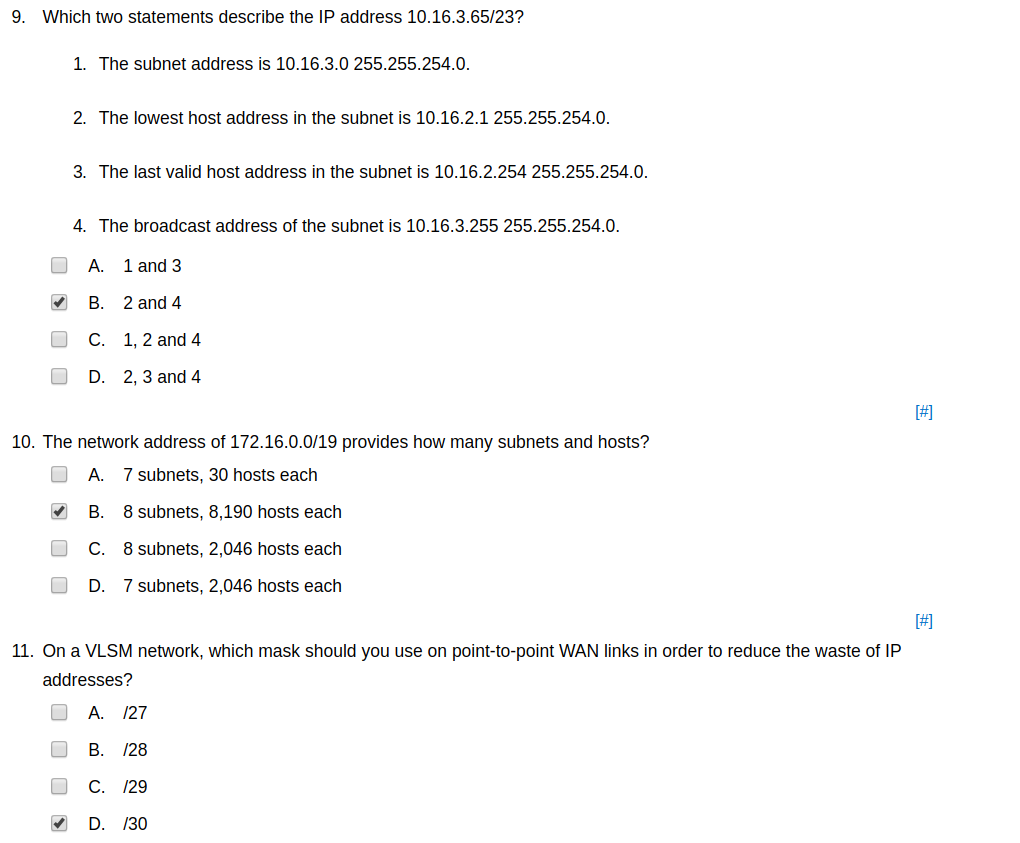 9. Which two statements describe the IP address 10.16.3.65/23?
1. The subnet address is 10.16.3.0 255.255.254.0.
2. The lowest host address in the subnet is 10.16.2.1 255.255.254.0.
3. The last valid host address in the subnet is 10.16.2.254 255.255.254.0.
4. The broadcast address of the subnet is 10.16.3.255 255.255.254.0.
A. 1 and 3
B. 2 and 4
C. 1, 2 and 4
D. 2, 3 and 4
[#]
10. The network address of 172.16.0.0/19 provides how many subnets and hosts?
A. 7 subnets, 30 hosts each
B. 8 subnets, 8,190 hosts each
C. 8 subnets, 2,046 hosts each
D. 7 subnets, 2,046 hosts each
[#]
11. On a VLSM network, which mask should you use on point-to-point WAN links in order to reduce the waste of IP
addresses?
A. /27
B. /28
C. /29
D. /30